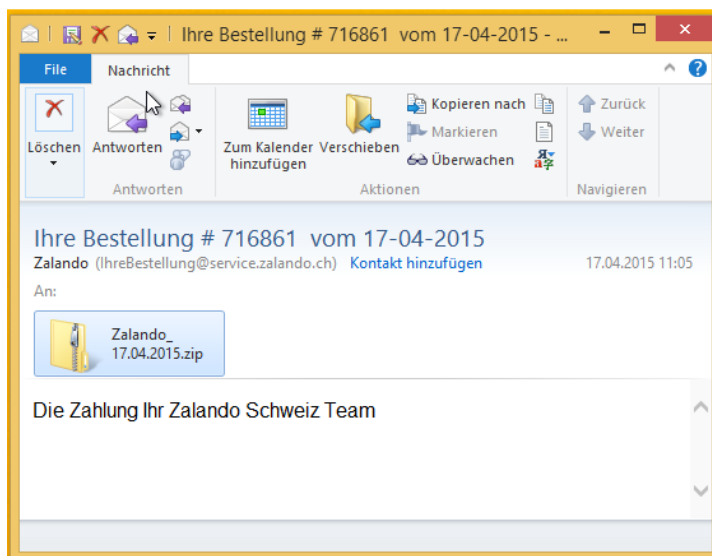 Ihre Bestellung # 716861 vom 17-04-2015 - ...
File Nachricht
Löschen
Antworten
Zum Kalender
hinzufügen
Verschieben
Kopieren nach
Markieren
Überwachen
Zurück
Weiter
Antworten Aktionen Navigieren
Ihre Bestellung # 716861 vom 17-04-2015
Zalando (IhreBestellung@service.zalando.ch) Kontakt hinzufügen 17.04.2015 11:05
An:
Zalando_
17.04.2015.zip
Die Zahlung Ihr Zalando Schweiz Team